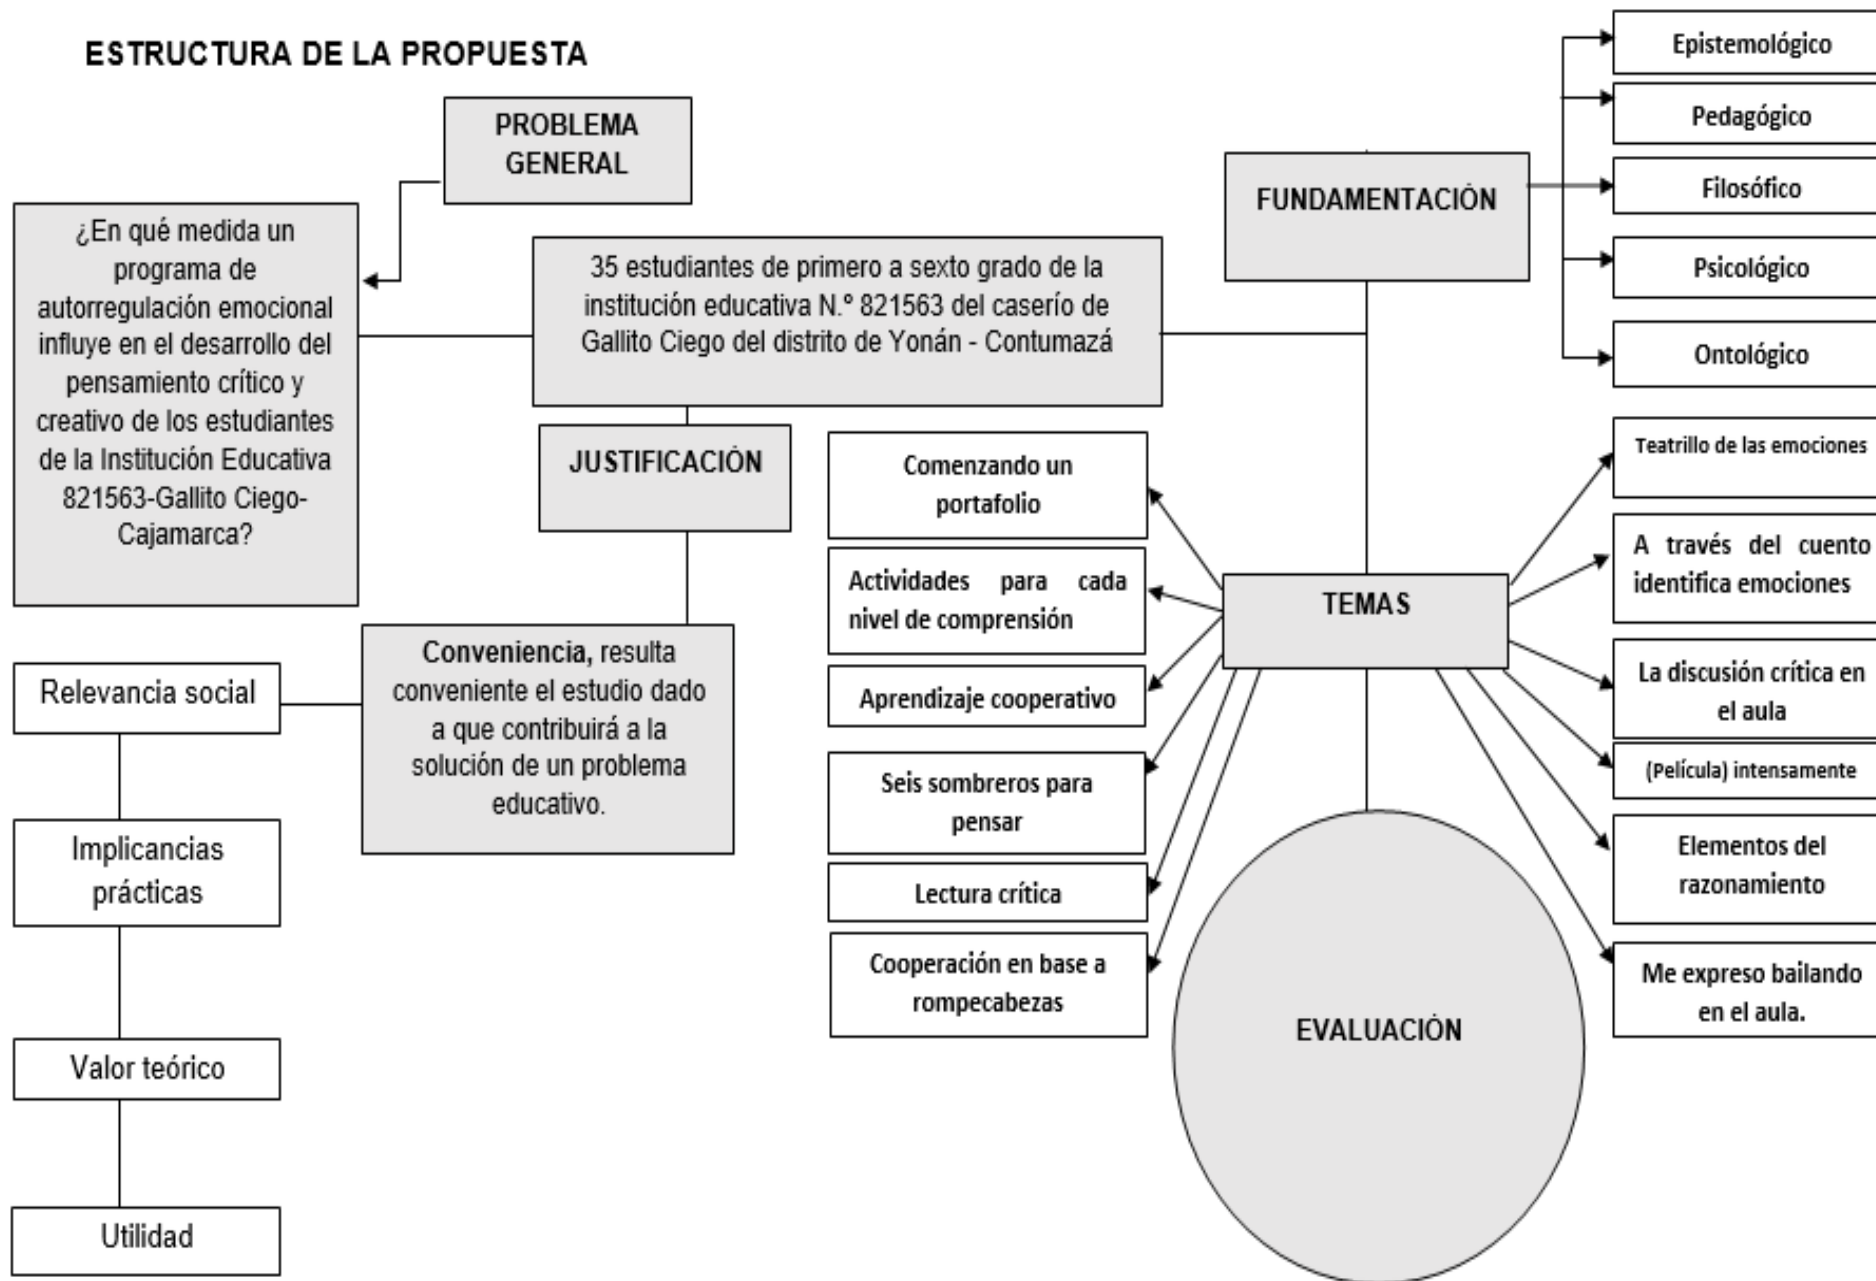 ESTRUCTURA DE LA PROPUESTA
PROBLEMA
GENERAL
¿En qué medida un
programa de
autorregulación emocional
influye en el desarrollo del
pensamiento crítico y
creativo de los estudiantes
de la Institución Educativa
821563-Gallito Ciego-
Cajamarca?
35 estudiantes de primero a sexto grado de la
institución educativa N.º 821563 del caserío de
Gallito Ciego del distrito de Yonán - Contumazá
JUSTIFICACIÓN
Conveniencia, resulta
conveniente el estudio dado
a que contribuirá a la
solución de un problema
educativo.
Relevancia social
Implicancias
prácticas
Valor teórico
Utilidad
FUNDAMENTACIÓN
Epistemológico
Pedagógico
Filosófico
Psicológico
Ontológico
TEMAS
Comenzando un
portafolio
Actividades para cada
nivel de comprensión
Aprendizaje cooperativo
Seis sombreros para
pensar
Lectura crítica
Cooperación en base a
rompecabezas
Teatrillo de las emociones
A través del cuento
identifica emociones
La discusión crítica en
el aula
(Película) intensamente
Elementos del
razonamiento
Me expreso bailando
en el aula.
EVALUACIÓN